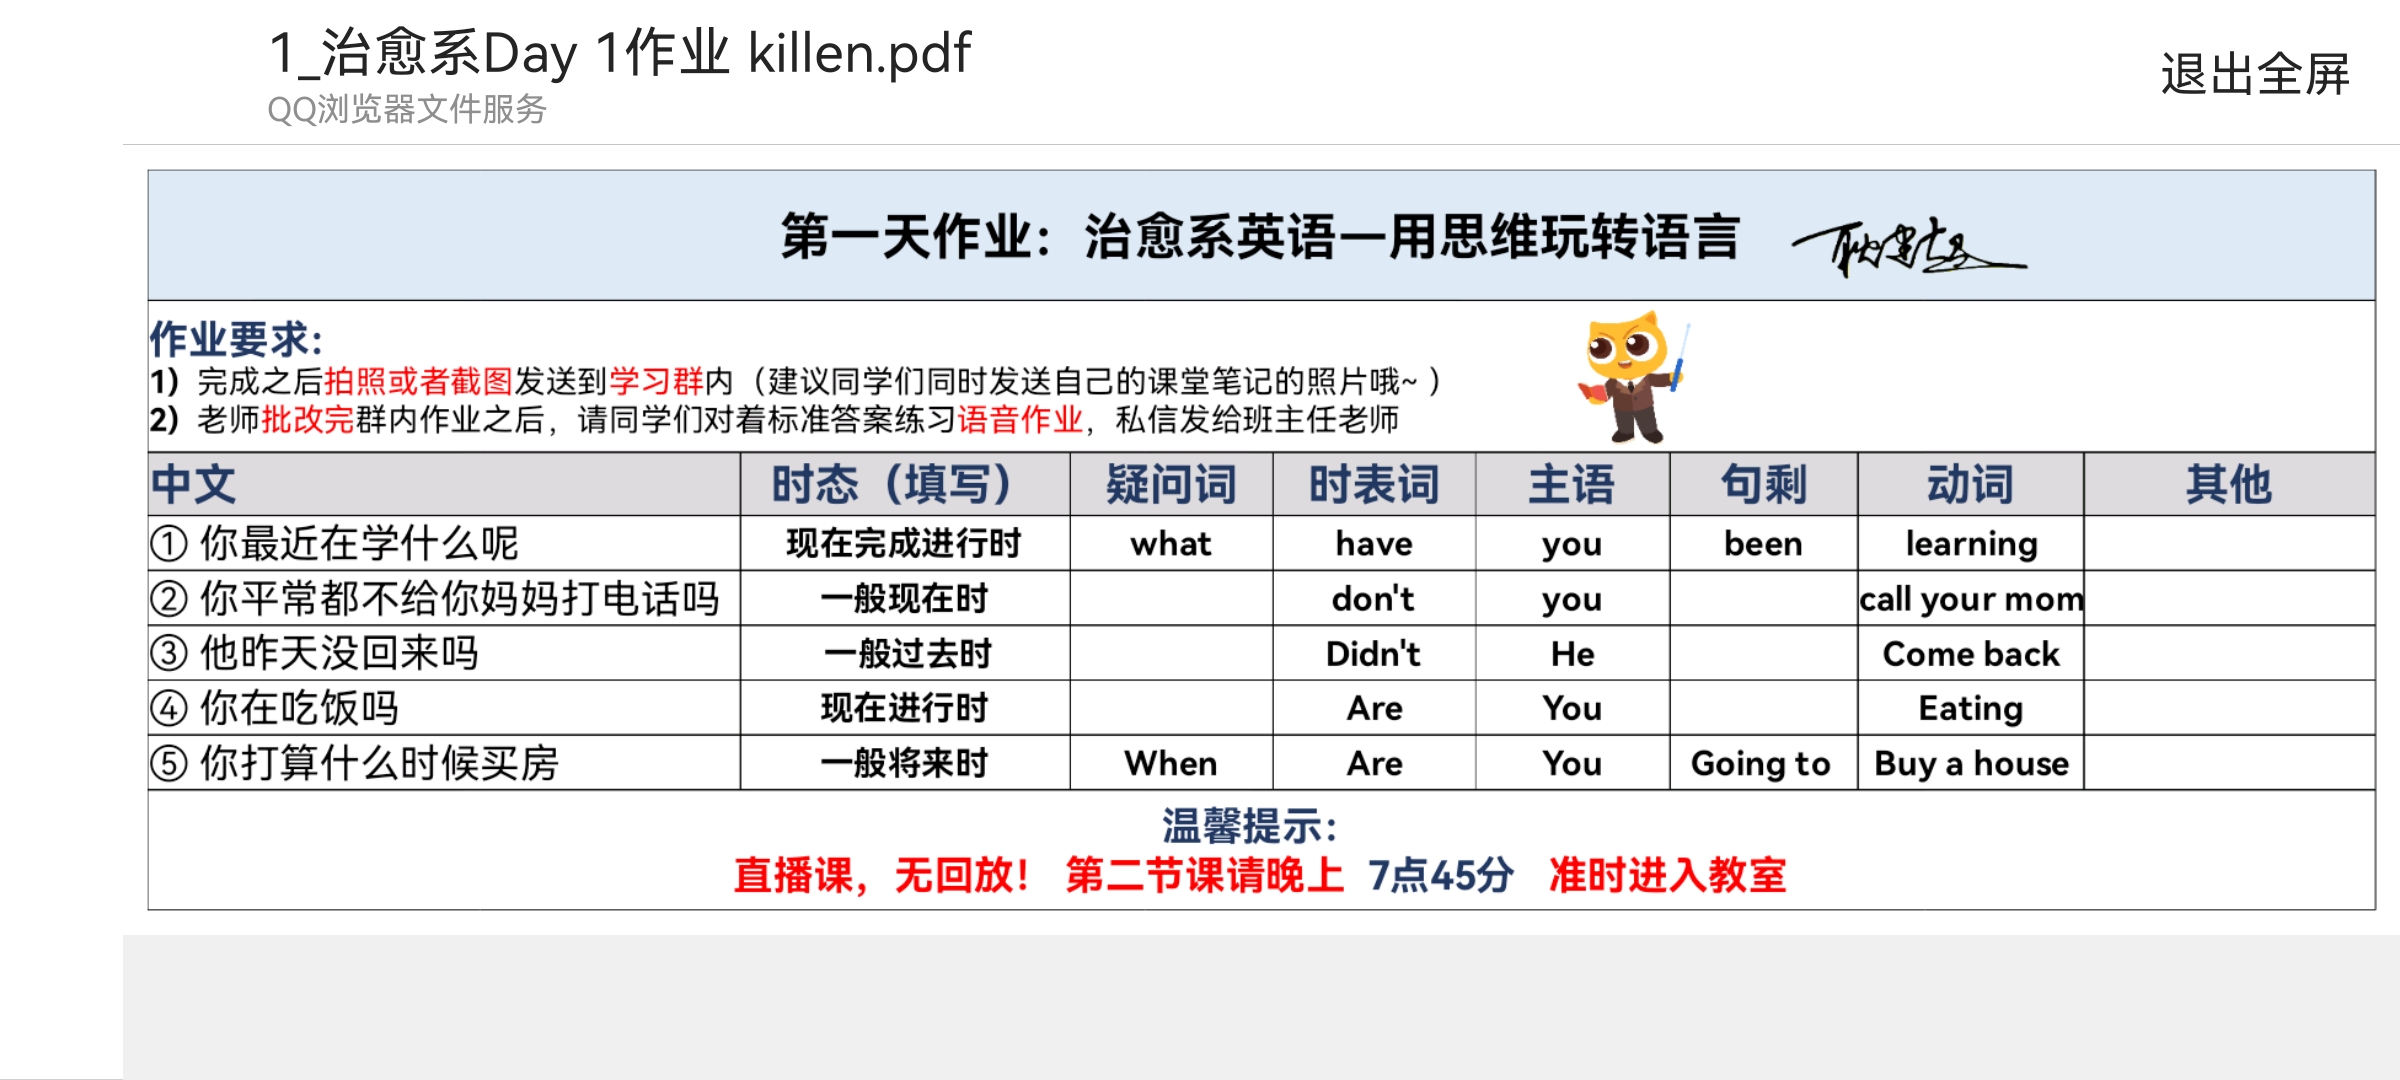 1_治愈系Day 1作业 killen.pdf
QQ浏览器文件服务
退出全屏
第一天作业：治愈系英语—用思维玩转语言
作业要求:
1）完成之后拍照或者截图发送到学习群内（建议同学们同时发送自己的课堂笔记的照片哦~ ）
2）老师批改完群内作业之后，请同学们对着标准答案练习语音作业，私信发给班主任老师
中文 时态（填写） 疑问词 时表词 主语 句剩 动词 其他
① 你最近在学什么呢 现在完成进行时 what have you been learning
② 你平常都不给你妈妈打电话吗 一般现在时 don't you call your mom
③ 他昨天没回来吗 一般过去时 Didn't He Come back
④ 你在吃饭吗 现在进行时 Are You Eating
⑤ 你打算什么时候买房 一般将来时 When Are You Going to Buy a house
温馨提示：
直播课，无回放！ 第二节课请晚上 7点45分 准时进入教室